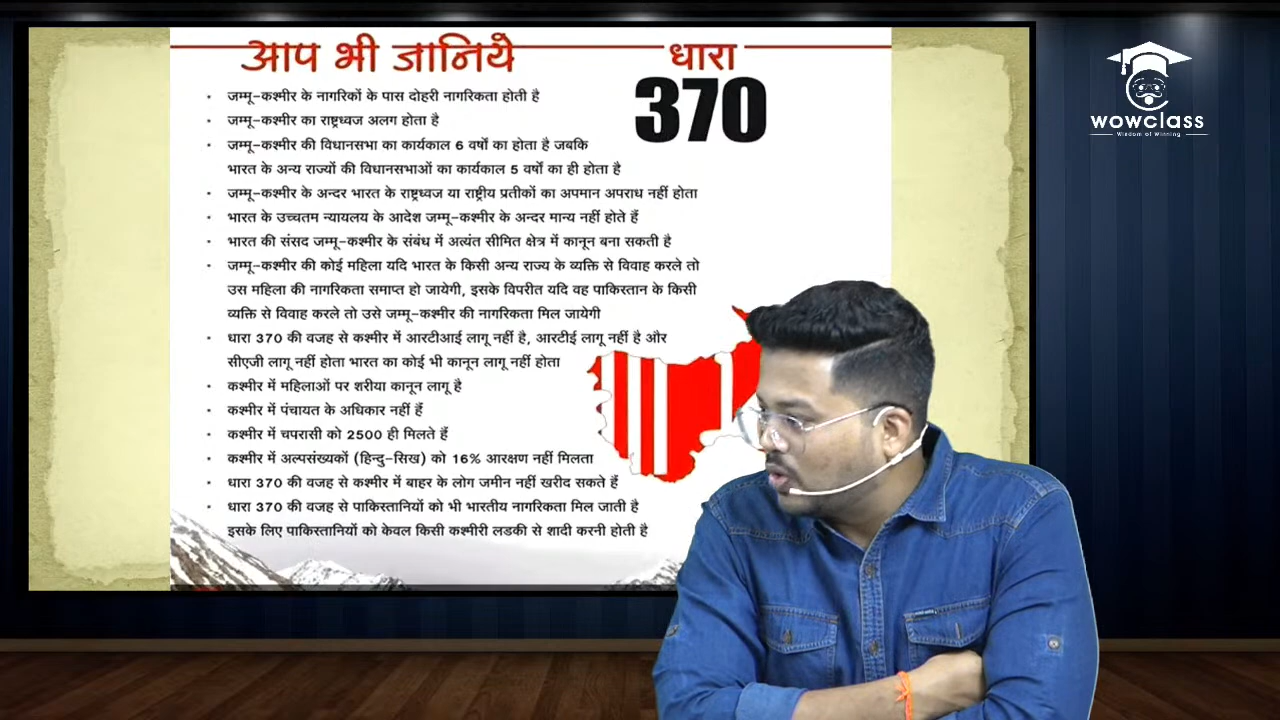 आप भी जानिये
धारा
370
• जम्मू-कश्मीर के नागरिकों के पास दोहरी नागरिकता होती है
• जम्मू-कश्मीर का राष्ट्रध्वज अलग होता है
• जम्मू-कश्मीर की विधानसभा का कार्यकाल 6 वर्षों का होता है जबकि
भारत के अन्य राज्यों की विधानसभाओं का कार्यकाल 5 वर्षों का ही होता है
• जम्मू-कश्मीर के अन्दर भारत के राष्ट्रध्वज या राष्ट्रीय प्रतीकों का अपमान अपराध नहीं होता
• भारत के उच्चतम न्यायलय के आदेश जम्मू-कश्मीर के अन्दर मान्य नहीं होते हैं
• भारत की संसद जम्मू-कश्मीर के संबंध में अत्यंत सीमित क्षेत्र में कानून बना सकती है
• जम्मू-कश्मीर की कोई महिला यदि भारत के किसी अन्य राज्य के व्यक्ति से विवाह करले तो
उस महिला की नागरिकता समाप्त हो जायेगी, इसके विपरीत यदि वह पाकिस्तान के किसी
व्यक्ति से विवाह करले तो उसे जम्मू-कश्मीर की नागरिकता मिल जायेगी
• धारा 370 की वजह से कश्मीर में आरटीआई लागू नहीं है, आरटीई लागू नहीं है और
सीएजी लागू नहीं होता भारत का कोई भी कानून लागू नहीं होता
• कश्मीर में महिलाओं पर शरीया कानून लागू है
• कश्मीर में पंचायत के अधिकार नहीं हैं
• कश्मीर में चपरासी को 2500 ही मिलते हैं
• कश्मीर में अल्पसंख्यकों (हिन्दु-सिख) को 16% आरक्षण नहीं मिलता
• धारा 370 की वजह से कश्मीर में बाहर के लोग जमीन नहीं खरीद सकते हैं
• धारा 370 की वजह से पाकिस्तानियों को भी भारतीय नागरिकता मिल जाती है
इसके लिए पाकिस्तानियों को केवल किसी कश्मीरी लडकी से शादी करनी होती है
wowclass
Wisdom of Winning